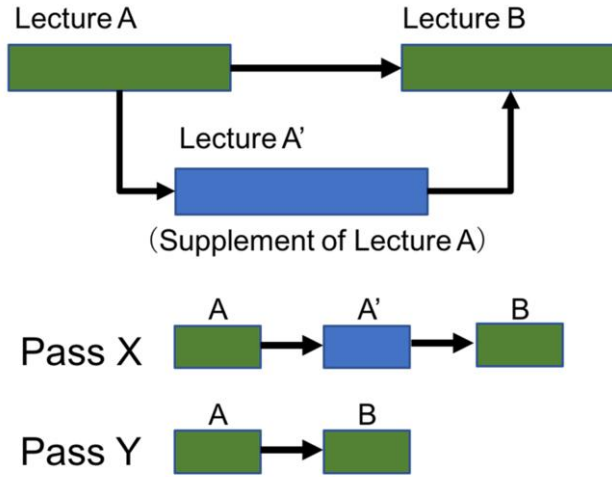 Lecture A
Lecture B
Lecture A’
（Supplement of Lecture A）
A
A’
B
Pass X
A
B
Pass Y